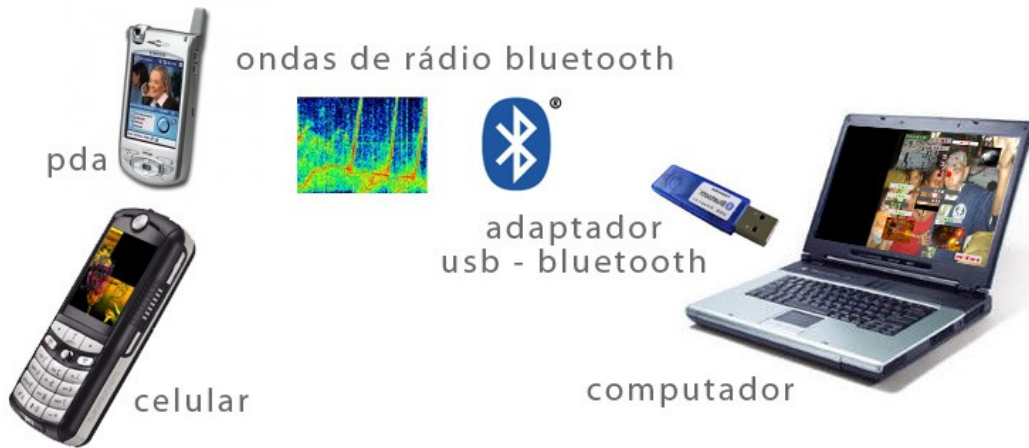 ondas de rádio bluetooth
®
pda
adaptador
usb - bluetooth
computador
celular